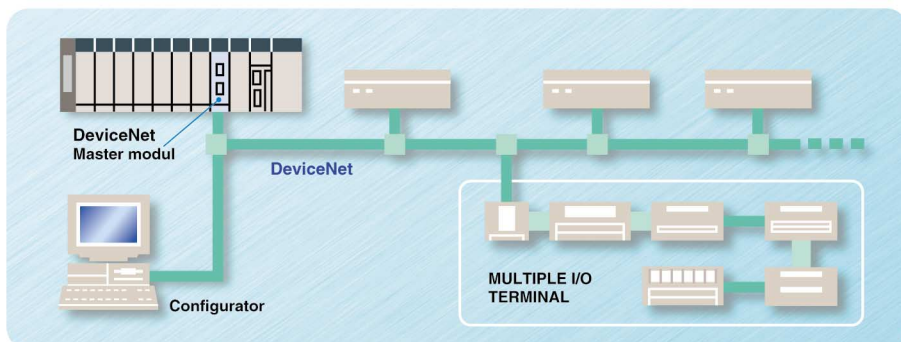 DeviceNet
Master modul
DeviceNet
Configurator
MULTIPLE I/O
TERMINAL